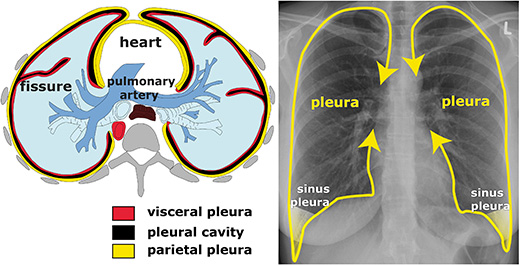 heart
pulmonary
artery
fissure
visceral pleura
pleural cavity
parietal pleura
L
pleura
pleura
sinus
pleura
sinus
pleura